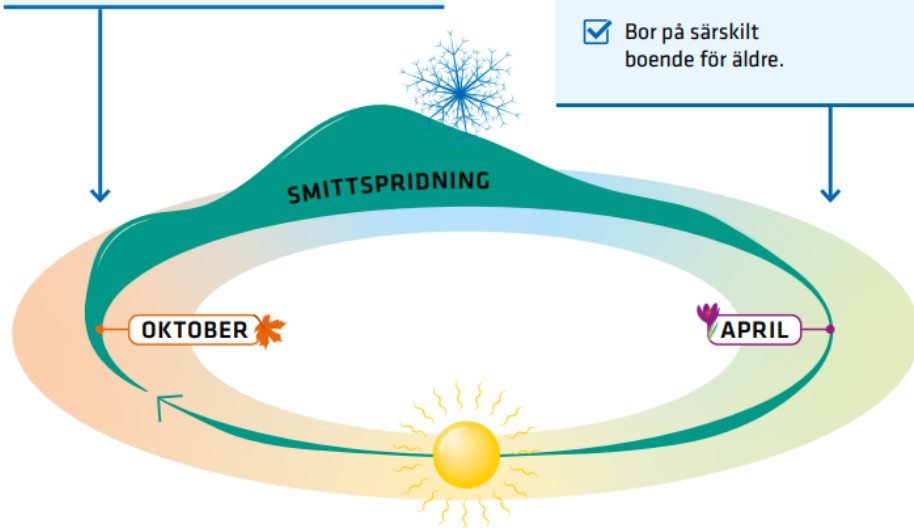 Bor på särskilt
boende för äldre.
SMITTSPRIDNING
OKTOBER
APRIL